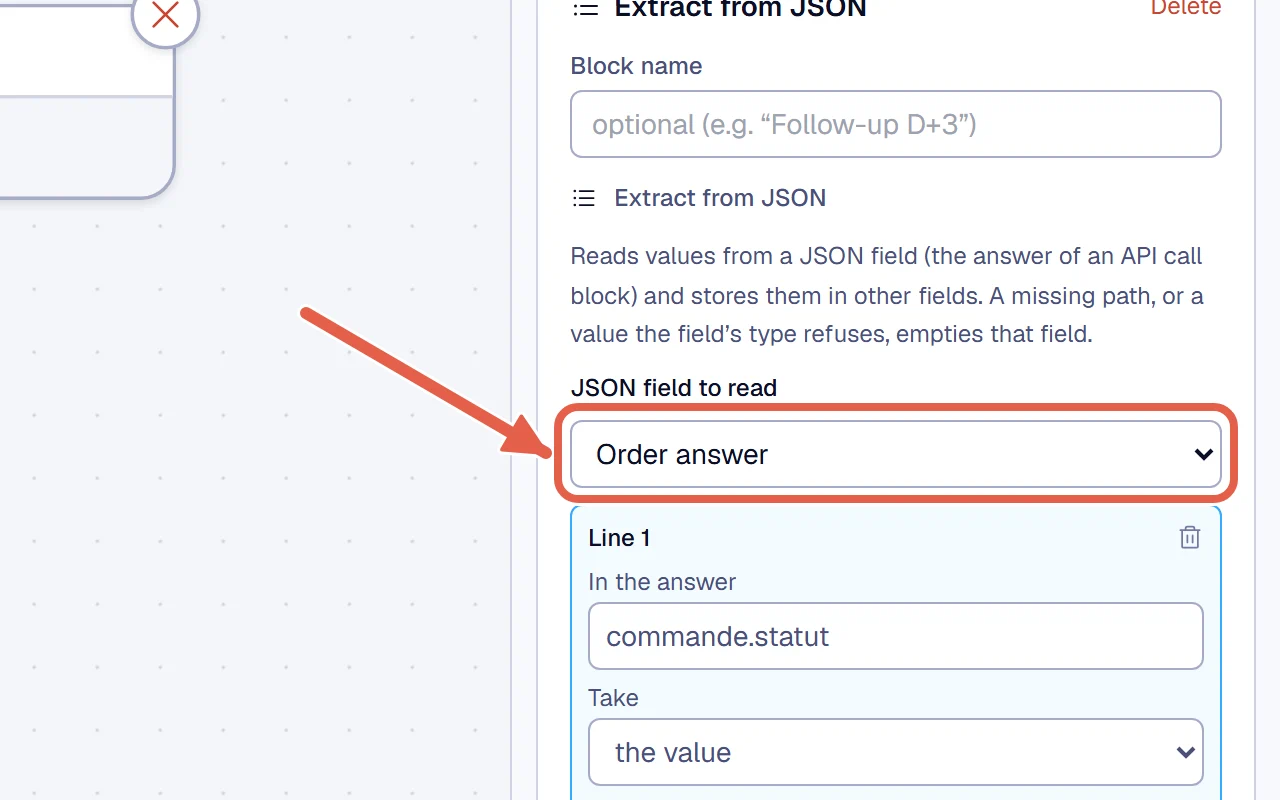 Extract from JSON
Delete
Block name
optional (e.g. “Follow-up D+3”)
Extract from JSON
Reads values from a JSON field (the answer of an API call
block) and stores them in other fields. A missing path, or a
value the field’s type refuses, empties that field.
JSON field to read
Order answer
Line 1
In the answer
commande.statut
Take
the value